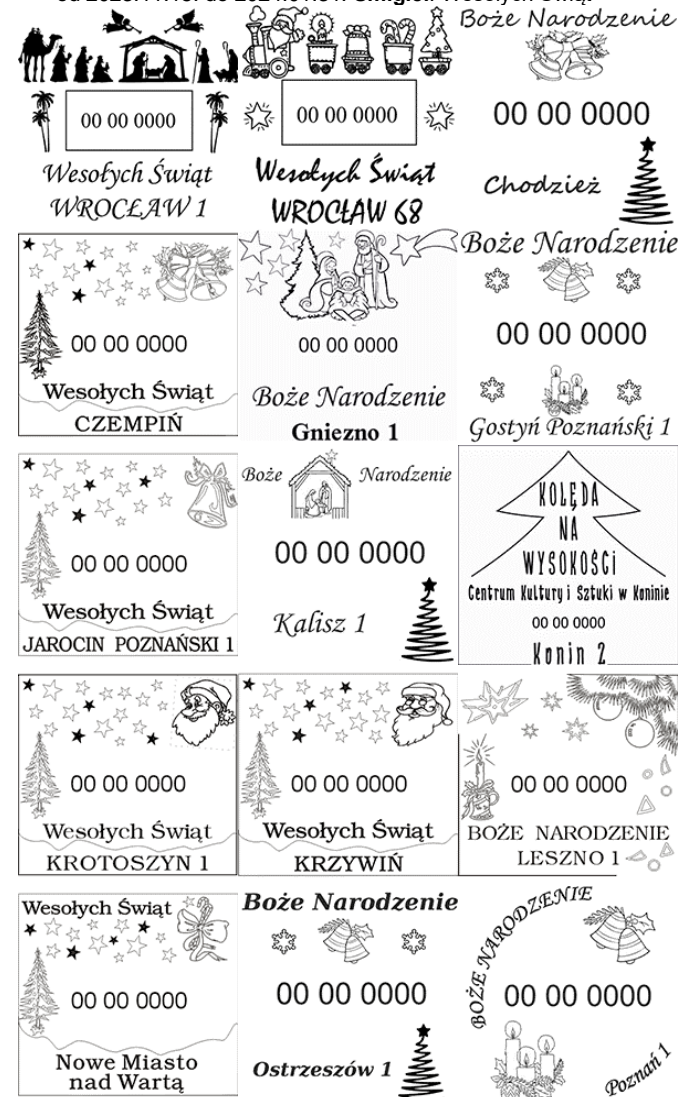 Boże Narodzenie
00 00 0000
00 00 0000
00 00 0000
Wesołych Świąt
WROCŁAW 1
Wesołych Świąt
WROCŁAW 68
Chodzież
00 00 0000
Wesołych Świąt
CZEMPIŃ
00 00 0000
Boże Narodzenie
Gniezno 1
Boże Narodzenie
00 00 0000
Gostyń Poznański 1
00 00 0000
Wesołych Świąt
JAROCIN POZNAŃSKI 1
Boże Narodzenie
00 00 0000
Kalisz 1
KOLĘDA
NA
WYSOKOŚCi
Centrum Kultury i Sztuki w Koninie
00 00 0000
Konin 2
00 00 0000
Wesołych Świąt
KROTOSZYN 1
00 00 0000
Wesołych Świąt
KRZYWIŃ
00 00 0000
BOŻE NARODZENIE
LESZNO 1
Wesołych Świąt
00 00 0000
Nowe Miasto
nad Wartą
Boże Narodzenie
00 00 0000
Ostrzeszów 1
BOŻE NARODZENIE
00 00 0000
Poznań 1